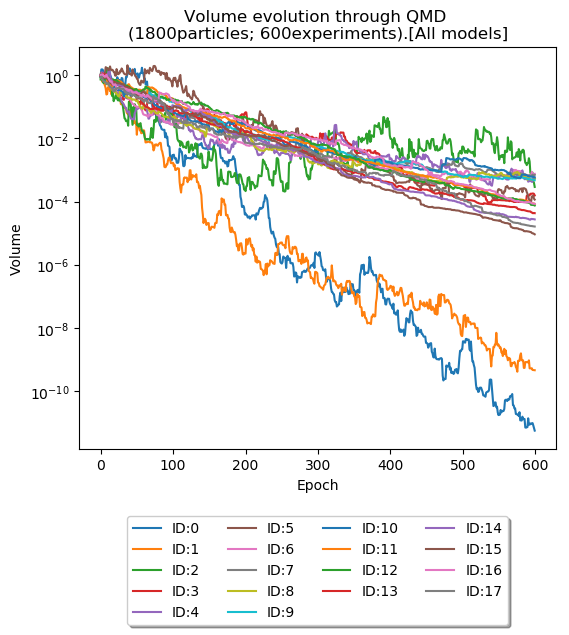 Volume evolution through QMD
(1800particles; 600experiments).[All models]
Volume
10^0
10^-2
10^-4
10^-6
10^-8
10^-10
0 100 200 300 400 500 600
Epoch
ID:0 ID:5 ID:10 ID:14
ID:1 ID:6 ID:11 ID:15
ID:2 ID:7 ID:12 ID:16
ID:3 ID:8 ID:13 ID:17
ID:4 ID:9